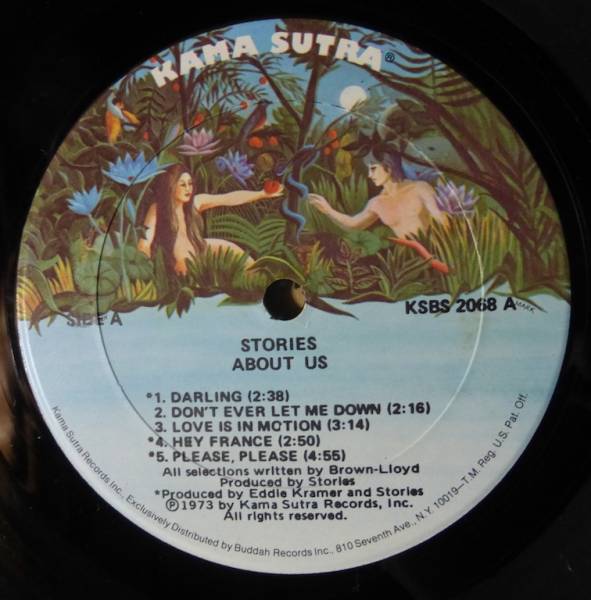 KAMA SUTRA®
SIDE A
KSBS 2068 A
STORIES
ABOUT US
*1. DARLING (2:38)
2. DON'T EVER LET ME DOWN (2:16)
3. LOVE IS IN MOTION (3:14)
*4. HEY FRANCE (2:50)
*5. PLEASE, PLEASE (4:55)
All selections written by Brown-Lloyd
Produced by Stories
*Produced by Eddie Kramer and Stories
Ⓟ1973 by Kama Sutra Records, Inc.
All rights reserved.
Kama Sutra Records Inc., Exclusively Distributed by Buddah Records Inc., 810 Seventh Ave., N.Y. 10019—T.M. Reg. U.S. Pat. Off.